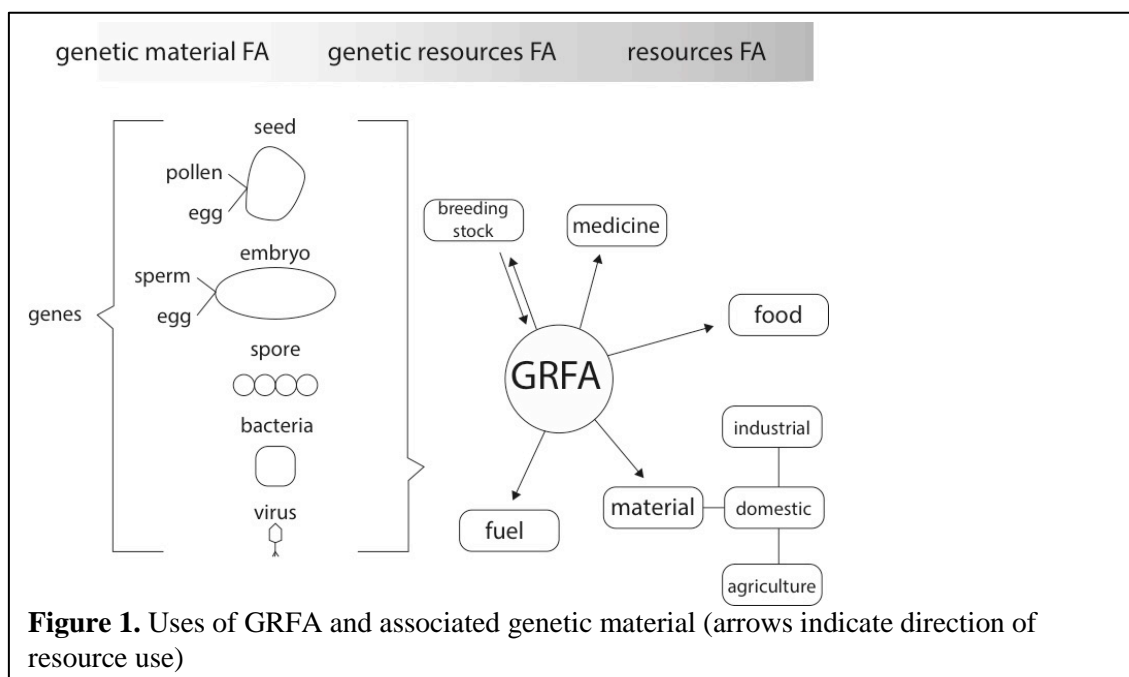 genetic material FA genetic resources FA resources FA
seed
pollen
egg
embryo
sperm
egg
genes
spore
bacteria
virus
breeding
stock
medicine
food
GRFA
industrial
material
domestic
fuel
agriculture
Figure 1. Uses of GRFA and associated genetic material (arrows indicate direction of
resource use)